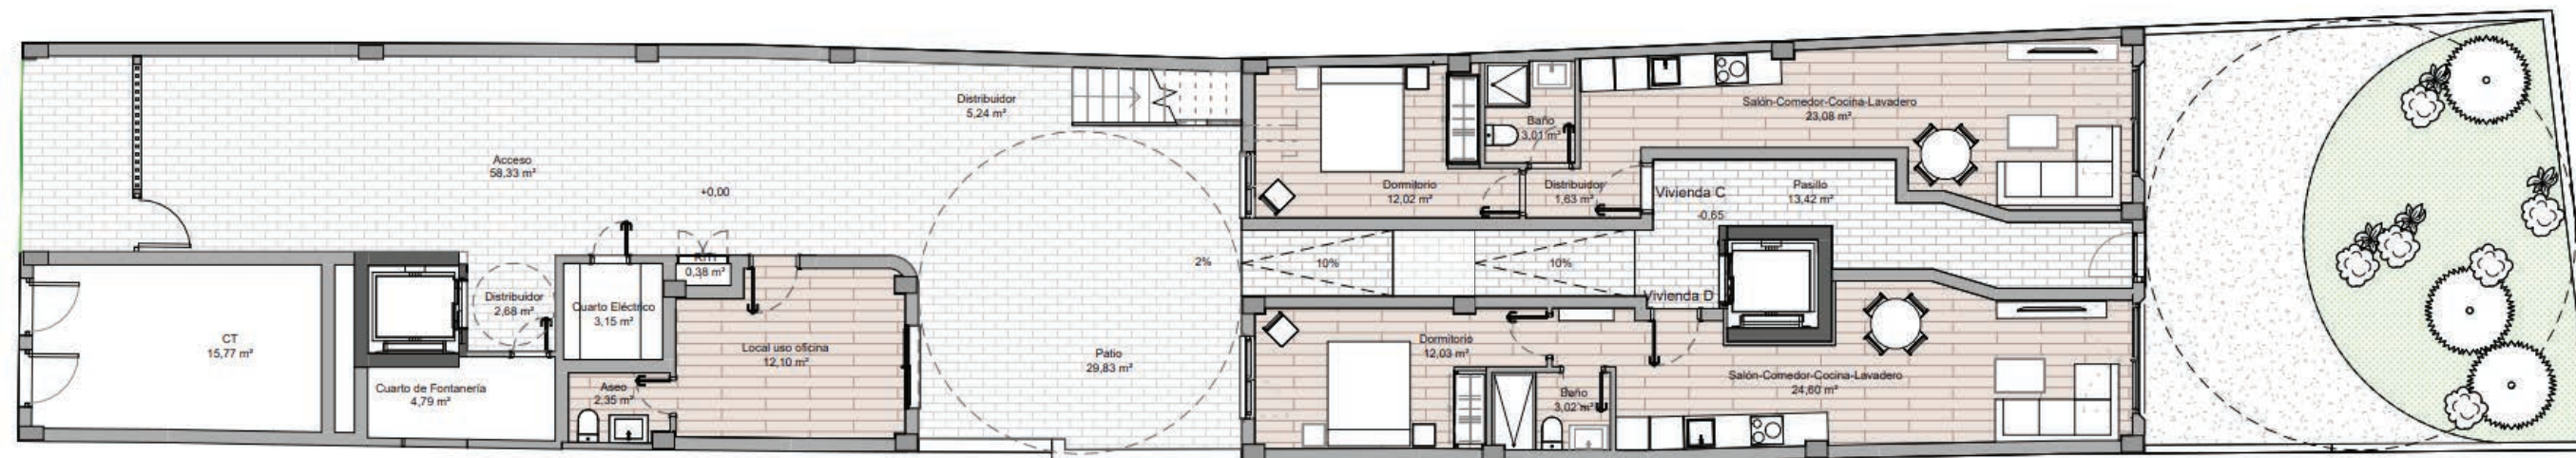 Acceso
58,33 m²
+0,00
Distribuidor
5,24 m²
CT
15,77 m²
Distribuidor
2,68 m²
Cuarto de Fontanería
4,79 m²
Cuarto Eléctrico
3,15 m²
RITI
0,38 m²
Aseo
2,35 m²
Local uso oficina
12,10 m²
Patio
29,83 m²
2%
10%
10%
Dormitorio
12,02 m²
Baño
3,01 m²
Distribuidor
1,63 m²
Salón-Comedor-Cocina-Lavadero
23,08 m²
Vivienda C
-0,65
Pasillo
13,42 m²
Vivienda D
Dormitorio
12,03 m²
Baño
3,02 m²
Salón-Comedor-Cocina-Lavadero
24,60 m²